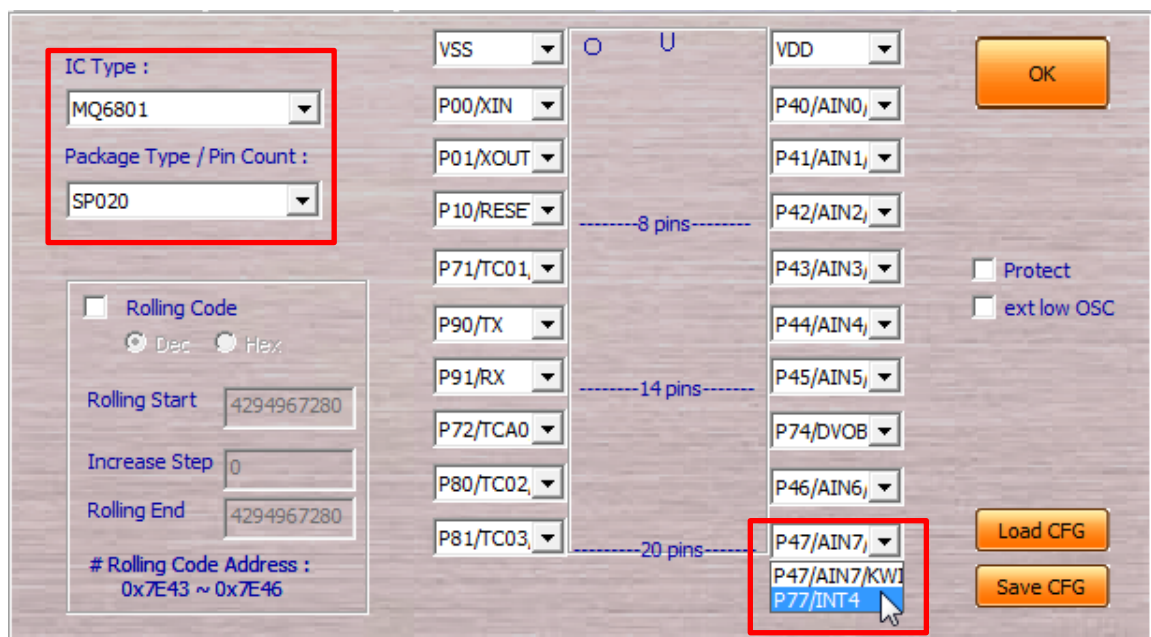 IC Type :
MQ6801
Package Type / Pin Count :
SP020
Rolling Code
Dec Hex
Rolling Start 4294967280
Increase Step 0
Rolling End 4294967280
# Rolling Code Address :
0x7E43 ~ 0x7E46
VSS O U VDD
P00/XIN P40/AIN0,
P01/XOUT P41/AIN1,
P10/RESE P42/AIN2,
--------8 pins--------
P71/TC01, P43/AIN3,
P90/TX P44/AIN4,
P91/RX P45/AIN5,
--------14 pins-------
P72/TCA0 P74/DVOB
P80/TC02, P46/AIN6,
P81/TC03, P47/AIN7,
--------20 pins------
P47/AIN7/KWI
P77/INT4
OK
Protect
ext low OSC
Load CFG
Save CFG